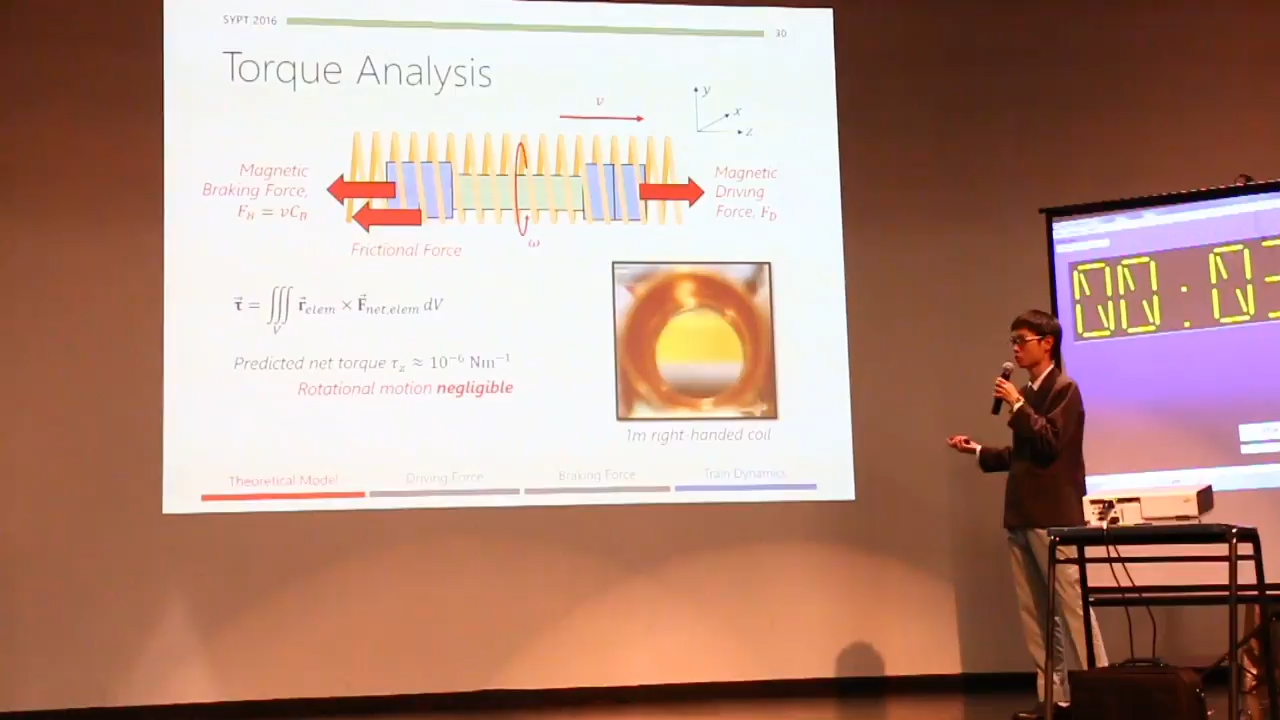 SYPT 2016
30
Torque Analysis
v
y
x
z
Magnetic
Braking Force,
F_B = vC_B
Magnetic
Driving
Force, F_D
Frictional Force
ω
τ⃗ = ∭_V r⃗_elem × F⃗_net,elem dV
Predicted net torque τ_z ≈ 10⁻⁶ Nm⁻¹
Rotational motion negligible
1m right-handed coil
Theoretical Model
Driving Force
Braking Force
Train Dynamics
00:0